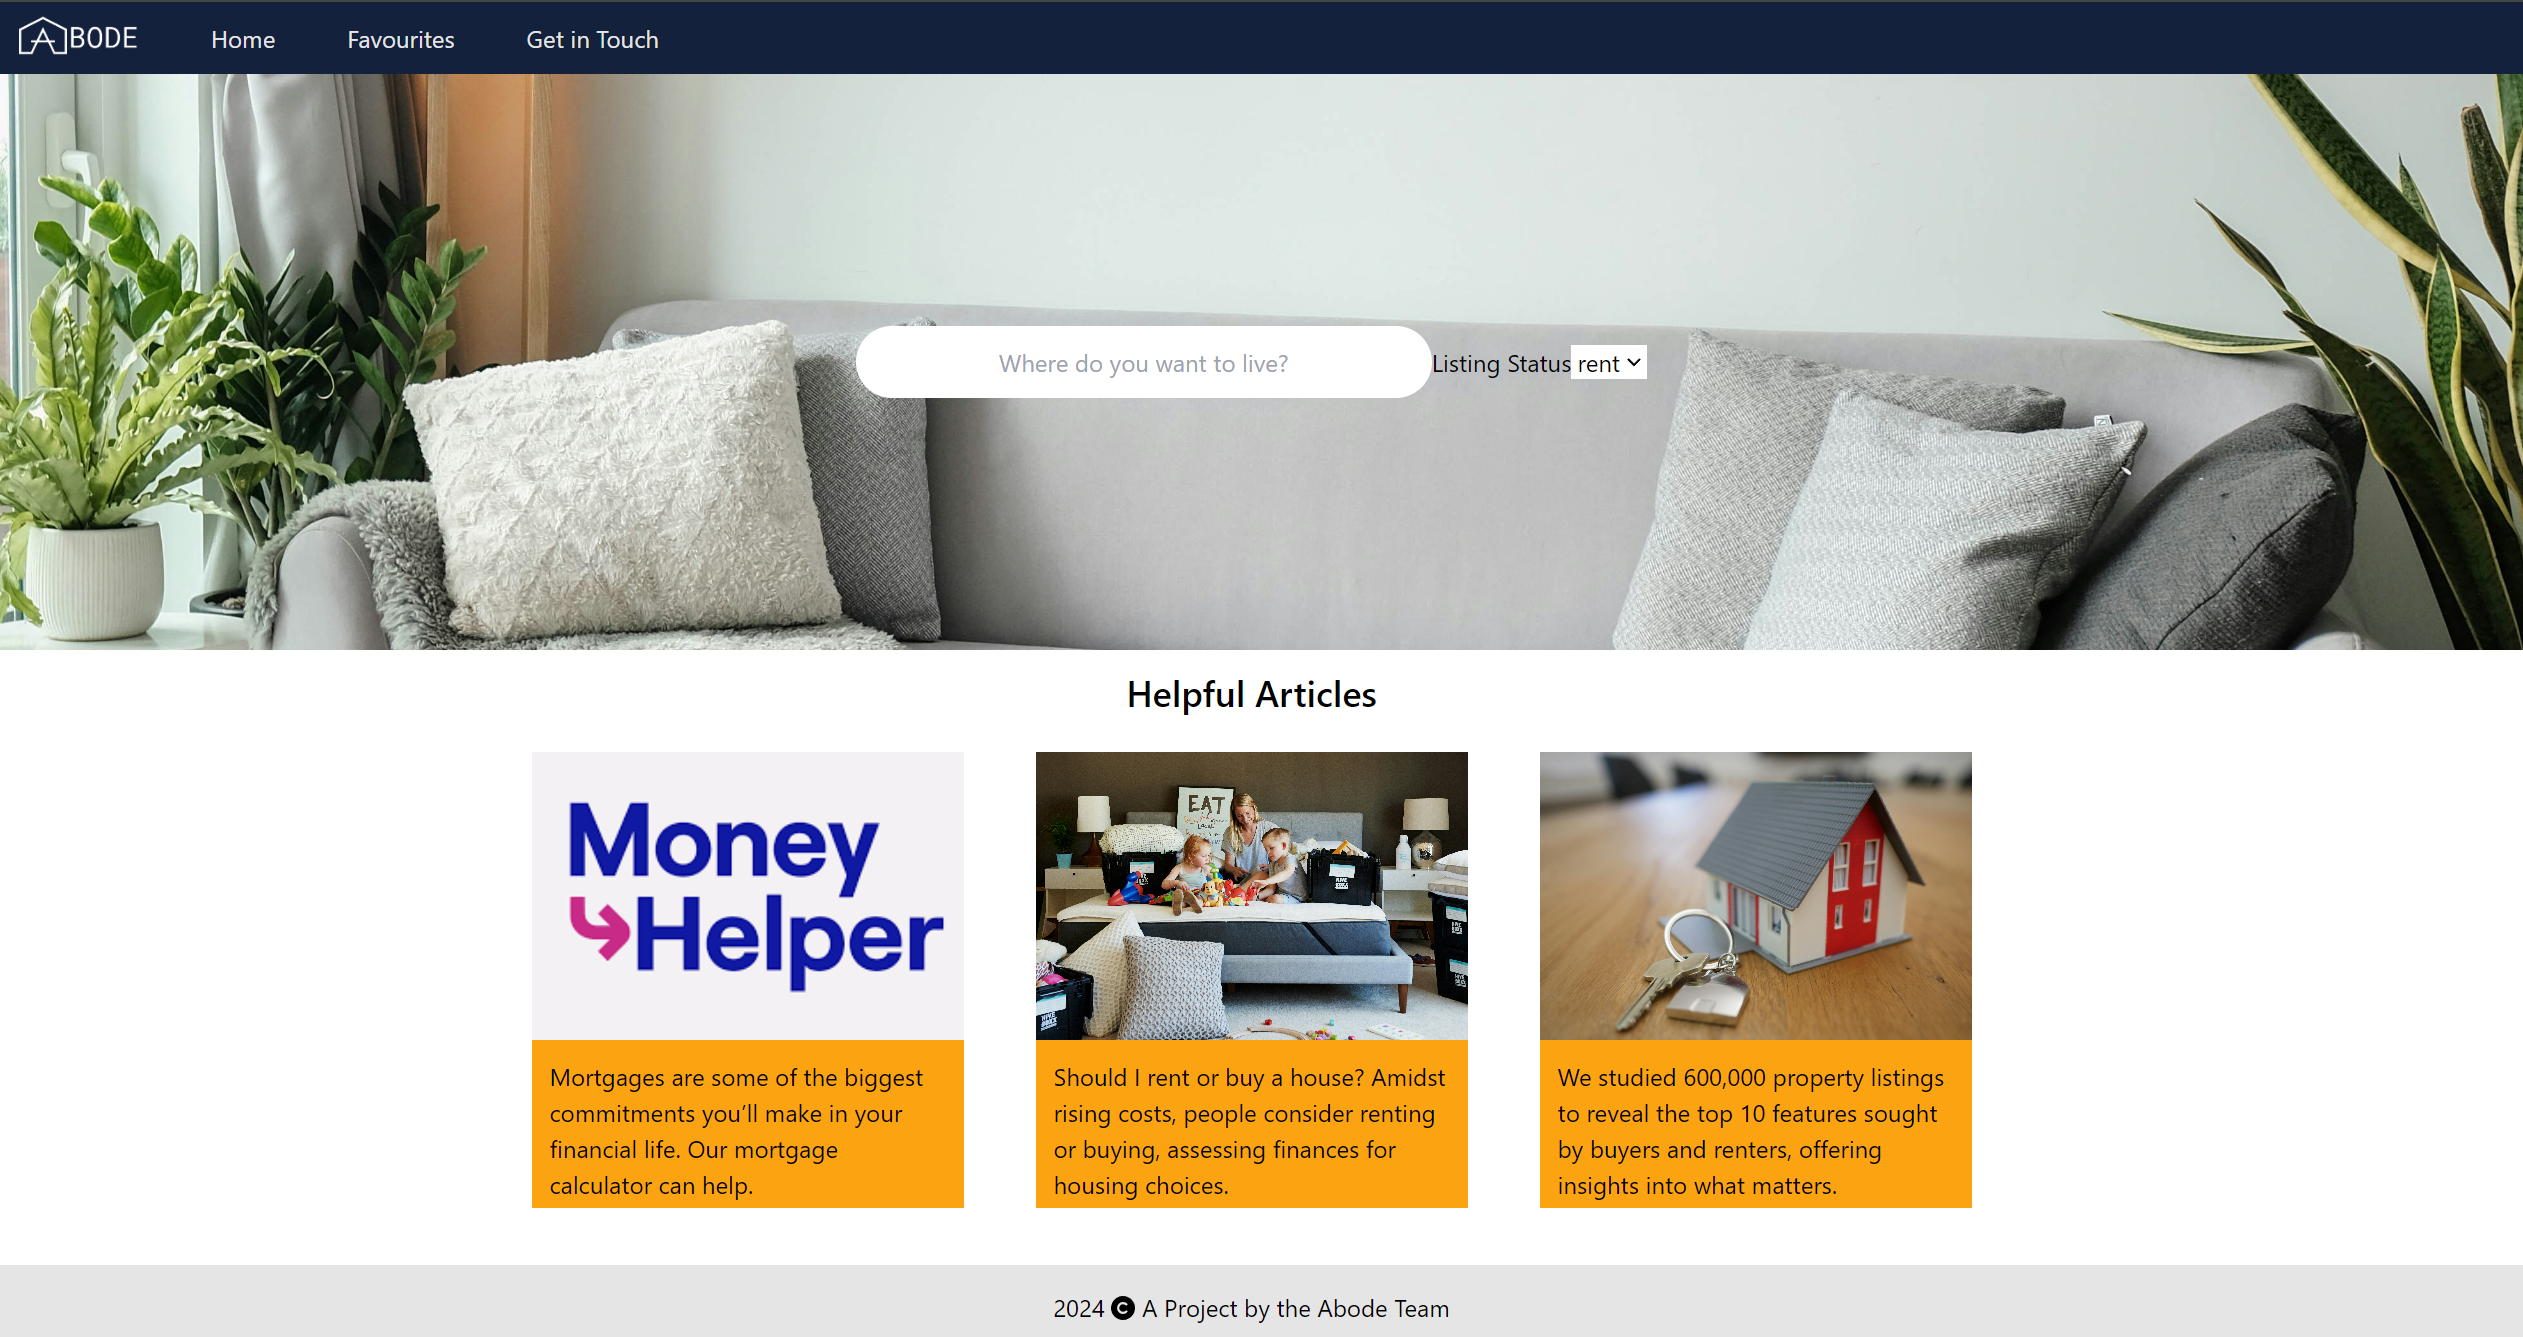 ABODE
Home
Favourites
Get in Touch
Where do you want to live?
Listing Status rent
Helpful Articles
Money
Helper
EAT
Mortgages are some of the biggest
commitments you’ll make in your
financial life. Our mortgage
calculator can help.
Should I rent or buy a house? Amidst
rising costs, people consider renting
or buying, assessing finances for
housing choices.
We studied 600,000 property listings
to reveal the top 10 features sought
by buyers and renters, offering
insights into what matters.
2024 © A Project by the Abode Team